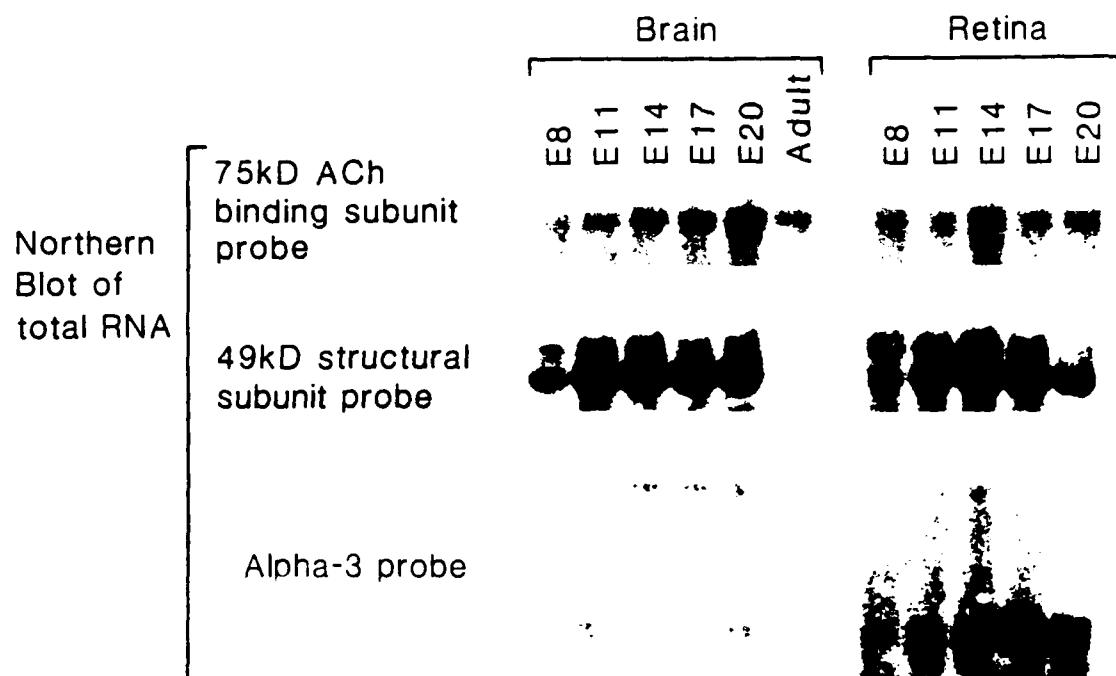 Brain
Retina
E8
E11
E14
E17
E20
Adult
E8
E11
E14
E17
E20
Northern
Blot of
total RNA
75kD ACh
binding subunit
probe
49kD structural
subunit probe
Alpha-3 probe